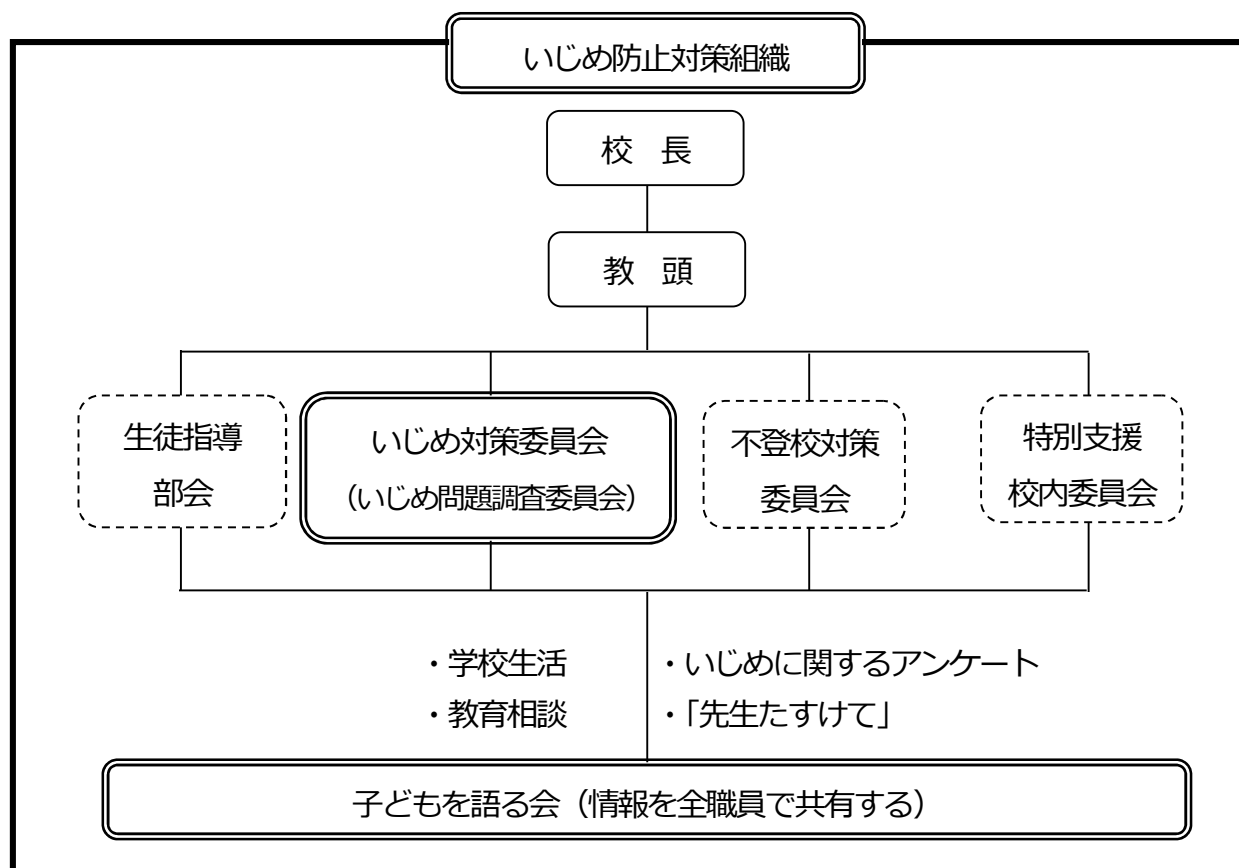 いじめ防止対策組織
校　長
教　頭
生徒指導
部会
いじめ対策委員会
（いじめ問題調査委員会）
不登校対策
委員会
特別支援
校内委員会
・学校生活
・いじめに関するアンケート
・教育相談
・「先生たすけて」
子どもを語る会（情報を全職員で共有する）